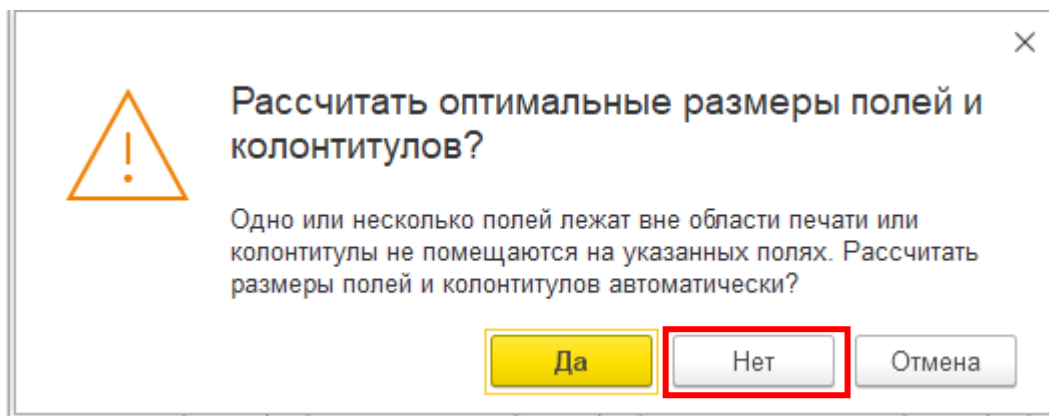 Рассчитать оптимальные размеры полей и
колонтитулов?
Одно или несколько полей лежат вне области печати или
колонтитулы не помещаются на указанных полях. Рассчитать
размеры полей и колонтитулов автоматически?
Да Нет Отмена